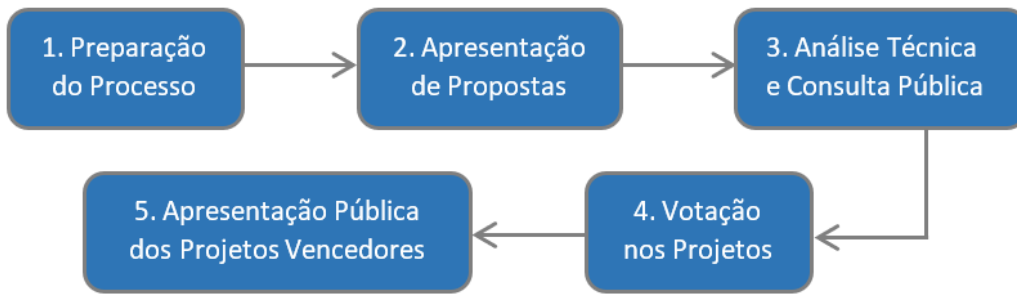 1. Preparação
do Processo
2. Apresentação
de Propostas
3. Análise Técnica
e Consulta Pública
4. Votação
nos Projetos
5. Apresentação Pública
dos Projetos Vencedores